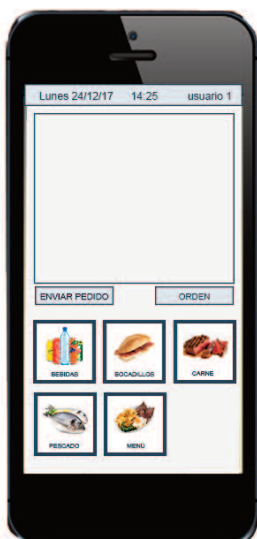 Lunes 24/12/17 14:25 usuario 1
ENVIAR PEDIDO ORDEN
BEBIDAS BOCADILLOS CARNE
PESCADO MENÚ